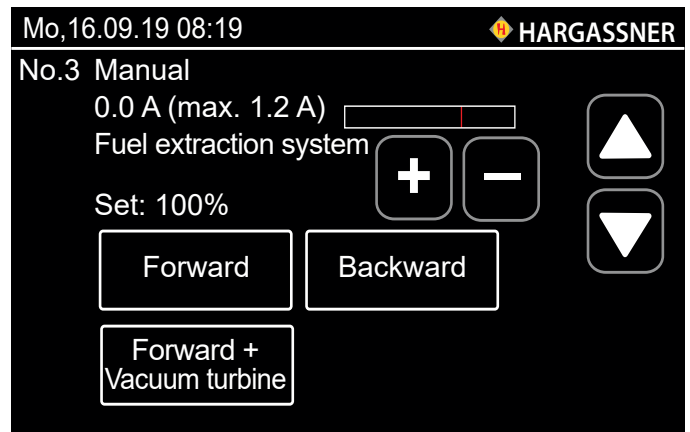 Mo,16.09.19 08:19
HARGASSNER
No.3 Manual
0.0 A (max. 1.2 A)
Fuel extraction system
+ −
Set: 100%
Forward
Backward
Forward +
Vacuum turbine